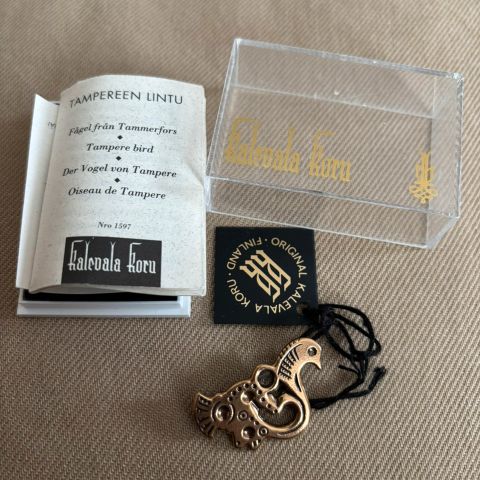 TAMPEREEN LINTU
Fågel från Tammerfors
Tampere bird
Der Vogel von Tampere
Oiseau de Tampere
Nro 1597
Kalevala Koru
Kalevala Koru
ORIGINAL KALEVALA KORU · FINLAND ·